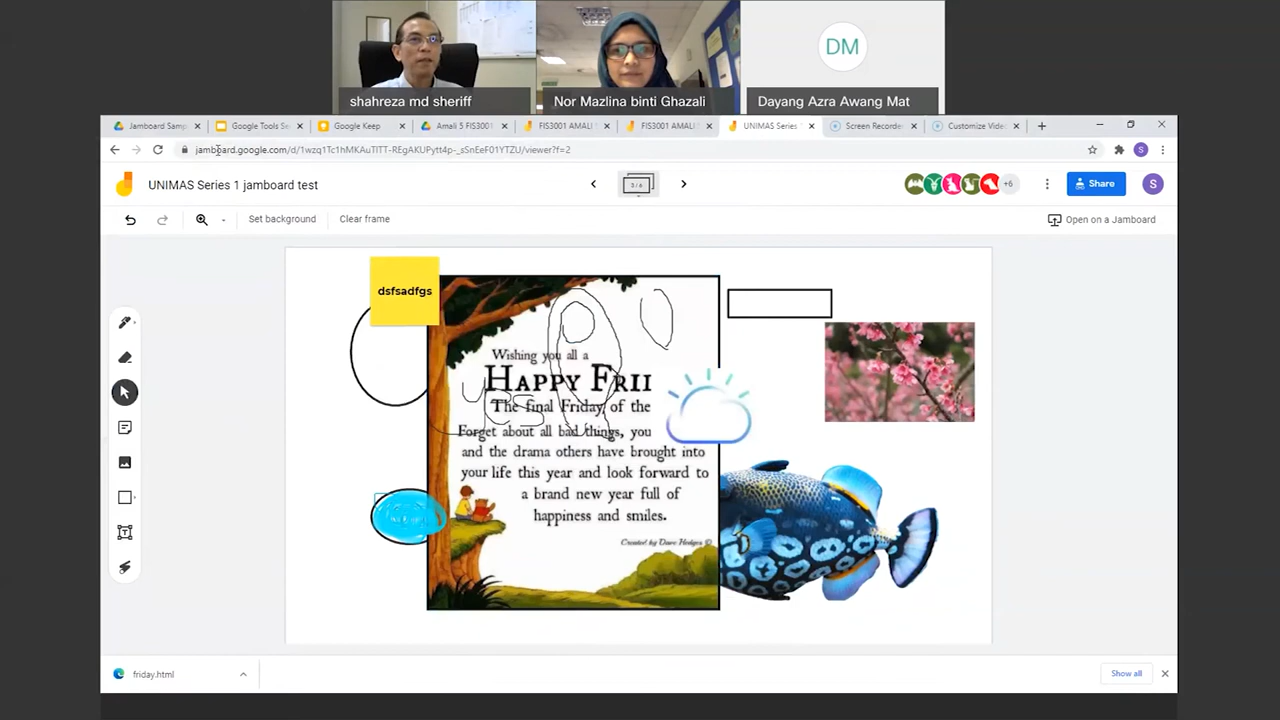 DM
shahreza md sheriff
Nor Mazlina binti Ghazali
Dayang Azra Awang Mat
Jamboard Samp
Google Tools Se
Google Keep
Amali 5 FIS3001
FIS3001 AMALI
FIS3001 AMALI
UNIMAS Series
Screen Recorde
Customize Vide
jamboard.google.com/d/1wzq1Tc1hMKAuTlTT-REgAKUPytt4p-_sSnEeF01YTZU/viewer?f=2
S
UNIMAS Series 1 jamboard test
3 / 6
+6
Share
S
Set background
Clear frame
Open on a Jamboard
dsfsadfgs
Wishing you all a
HAPPY FRII
yes
The final Friday of the
Forget about all bad things, you
and the drama others have brought into
your life this year and look forward to
a brand new year full of
happiness and smiles.
Created by Dave Hedges ©
friday.html
Show all